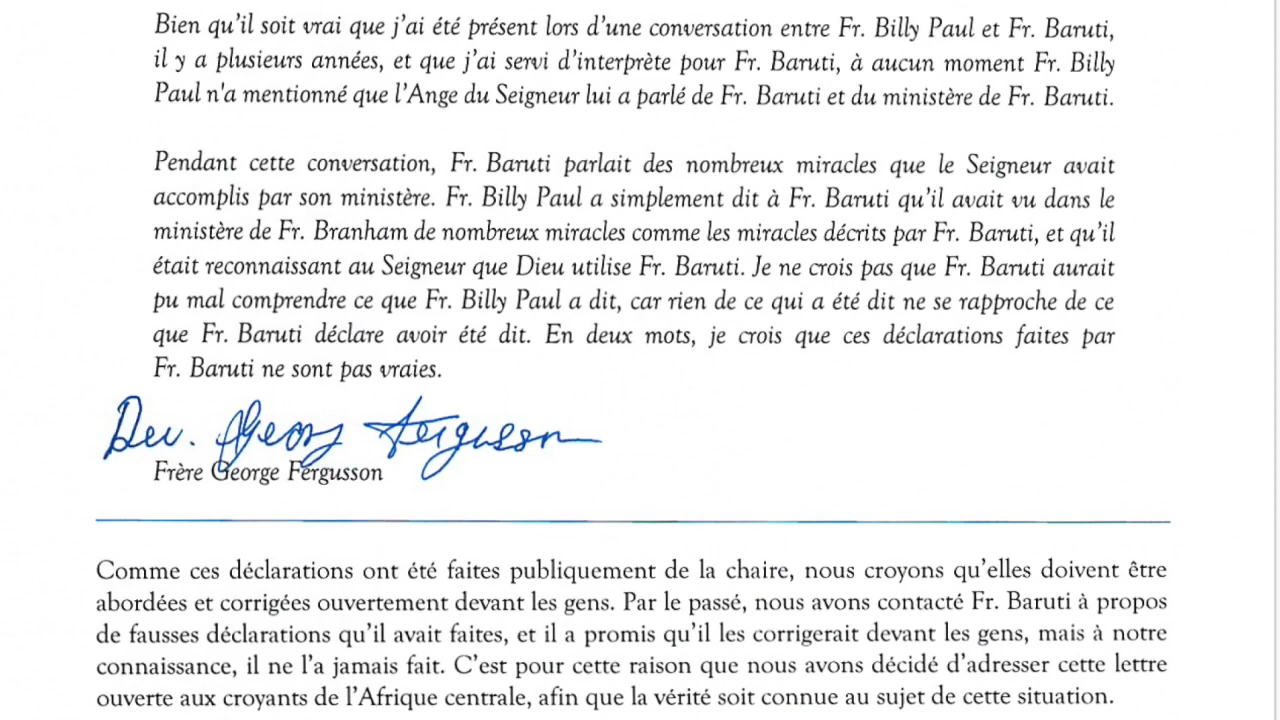 Bien qu'il soit vrai que j'ai été présent lors d'une conversation entre Fr. Billy Paul et Fr. Baruti,
il y a plusieurs années, et que j'ai servi d'interprète pour Fr. Baruti, à aucun moment Fr. Billy
Paul n'a mentionné que l'Ange du Seigneur lui a parlé de Fr. Baruti et du ministère de Fr. Baruti.
Pendant cette conversation, Fr. Baruti parlait des nombreux miracles que le Seigneur avait
accomplis par son ministère. Fr. Billy Paul a simplement dit à Fr. Baruti qu'il avait vu dans le
ministère de Fr. Branham de nombreux miracles comme les miracles décrits par Fr. Baruti, et qu'il
était reconnaissant au Seigneur que Dieu utilise Fr. Baruti. Je ne crois pas que Fr. Baruti aurait
pu mal comprendre ce que Fr. Billy Paul a dit, car rien de ce qui a été dit ne se rapproche de ce
que Fr. Baruti déclare avoir été dit. En deux mots, je crois que ces déclarations faites par
Fr. Baruti ne sont pas vraies.
Fergusson
Frère George Fergusson
Comme ces déclarations ont été faites publiquement de la chaire, nous croyons qu'elles doivent être
abordées et corrigées ouvertement devant les gens. Par le passé, nous avons contacté Fr. Baruti à propos
de fausses déclarations qu'il avait faites, et il a promis qu'il les corrigerait devant les gens, mais à notre
connaissance, il ne l'a jamais fait. C'est pour cette raison que nous avons décidé d'adresser cette lettre
ouverte aux croyants de l'Afrique centrale, afin que la vérité soit connue au sujet de cette situation.